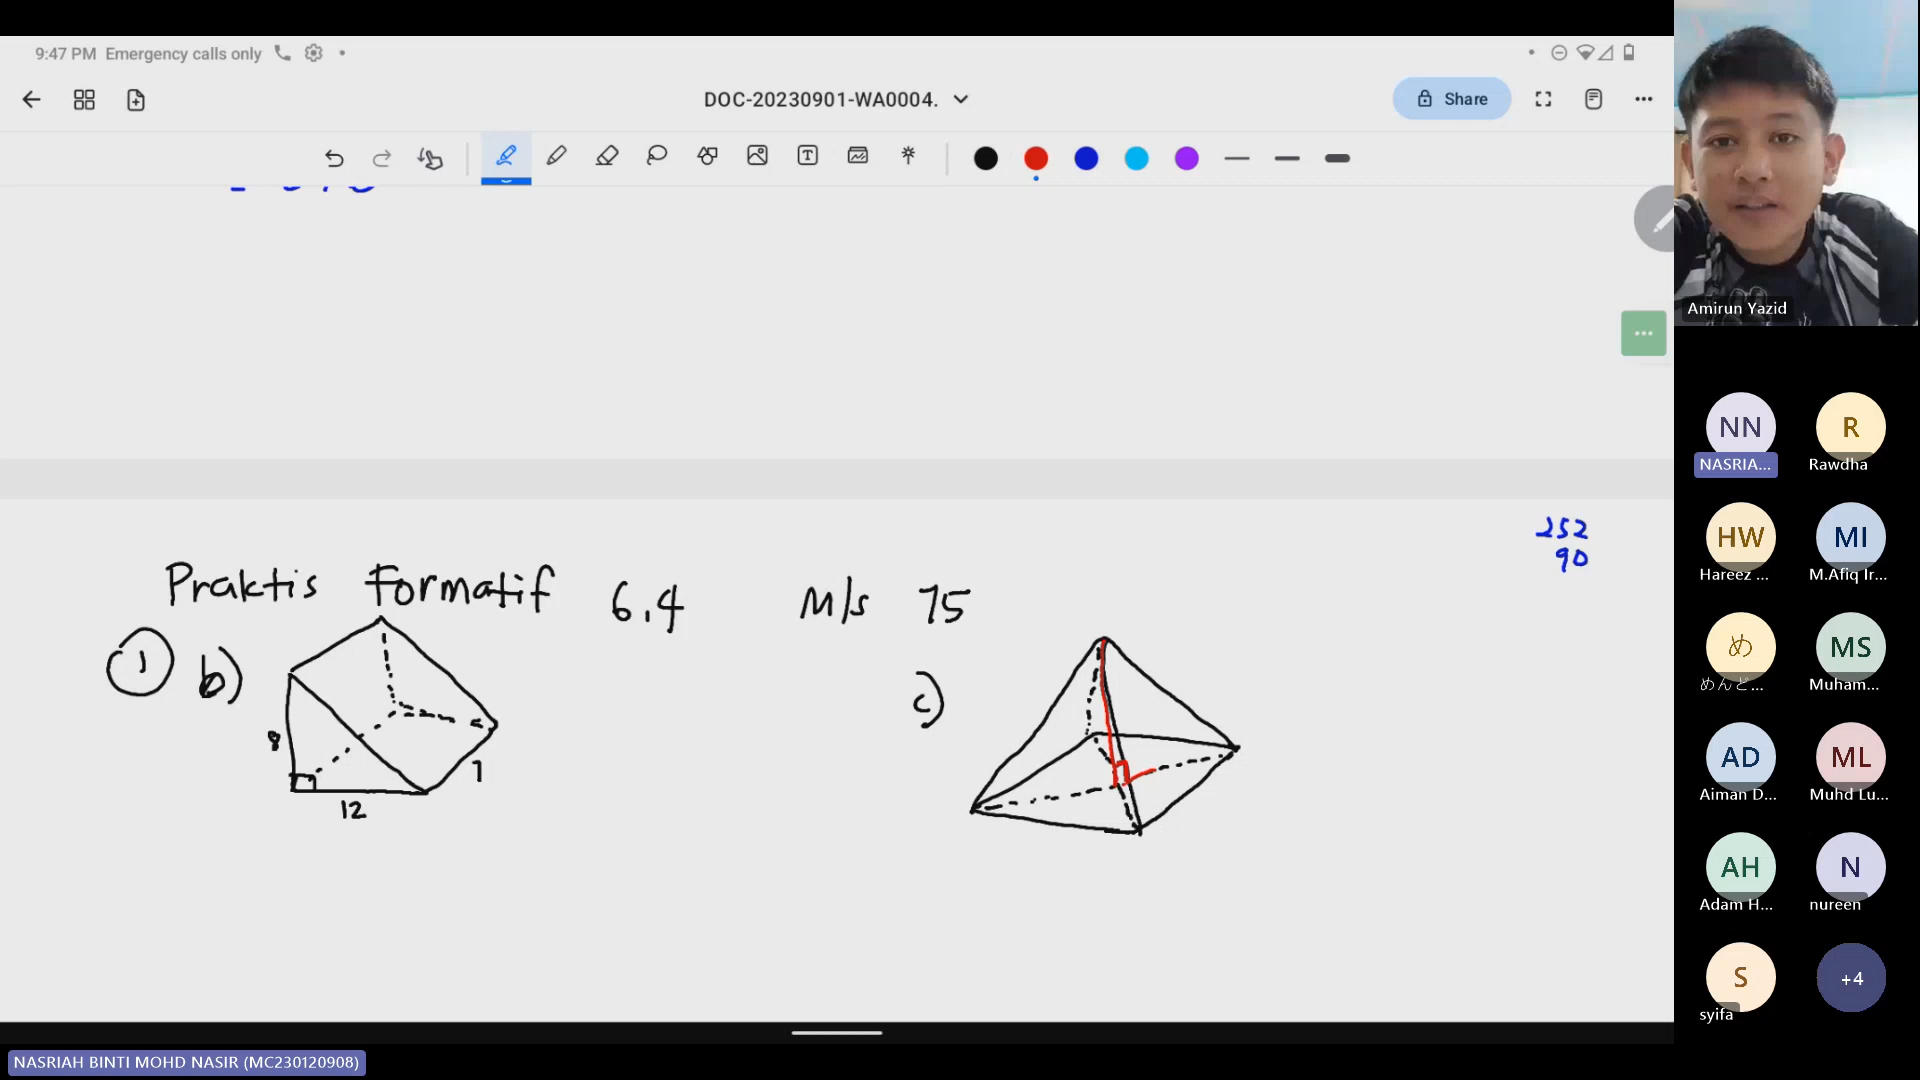 9:47 PM Emergency calls only
DOC-20230901-WA0004.
Share
252
90
Praktis Formatif 6.4 M/s 75
1 b)
8
12
7
c)
Amirun Yazid
NN
NASRIA...
R
Rawdha
HW
Hareez ...
MI
M.Afiq Ir...
め
めんど...
MS
Muham...
AD
Aiman D...
ML
Muhd Lu...
AH
Adam H...
N
nureen
S
syifa
+4
NASRIAH BINTI MOHD NASIR (MC230120908)